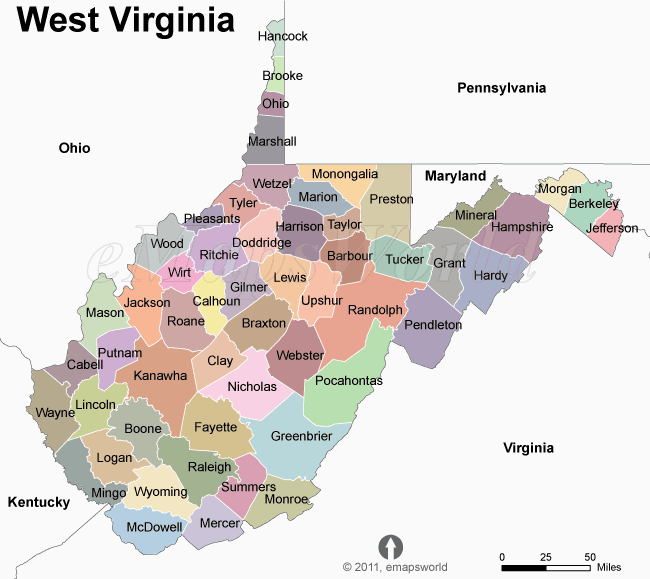 West Virginia
Hancock
Brooke
Pennsylvania
Ohio
Marshall
Ohio
Wetzel
Monongalia
Marion
Preston
Maryland
Morgan
Berkeley
Jefferson
Mineral
Hampshire
Tyler
Pleasants
Harrison
Taylor
Wood
Ritchie
Doddridge
Barbour
Tucker
Grant
Hardy
eMapsWorld
Wirt
Lewis
Gilmer
Calhoun
Upshur
Jackson
Mason
Roane
Randolph
Braxton
Pendleton
Putnam
Cabell
Kanawha
Clay
Webster
Nicholas
Pocahontas
Wayne
Lincoln
Boone
Fayette
Greenbrier
Virginia
Logan
Raleigh
Summers
Mingo
Wyoming
Monroe
Kentucky
McDowell
Mercer
© 2011, emapsworld
0 25 50
Miles